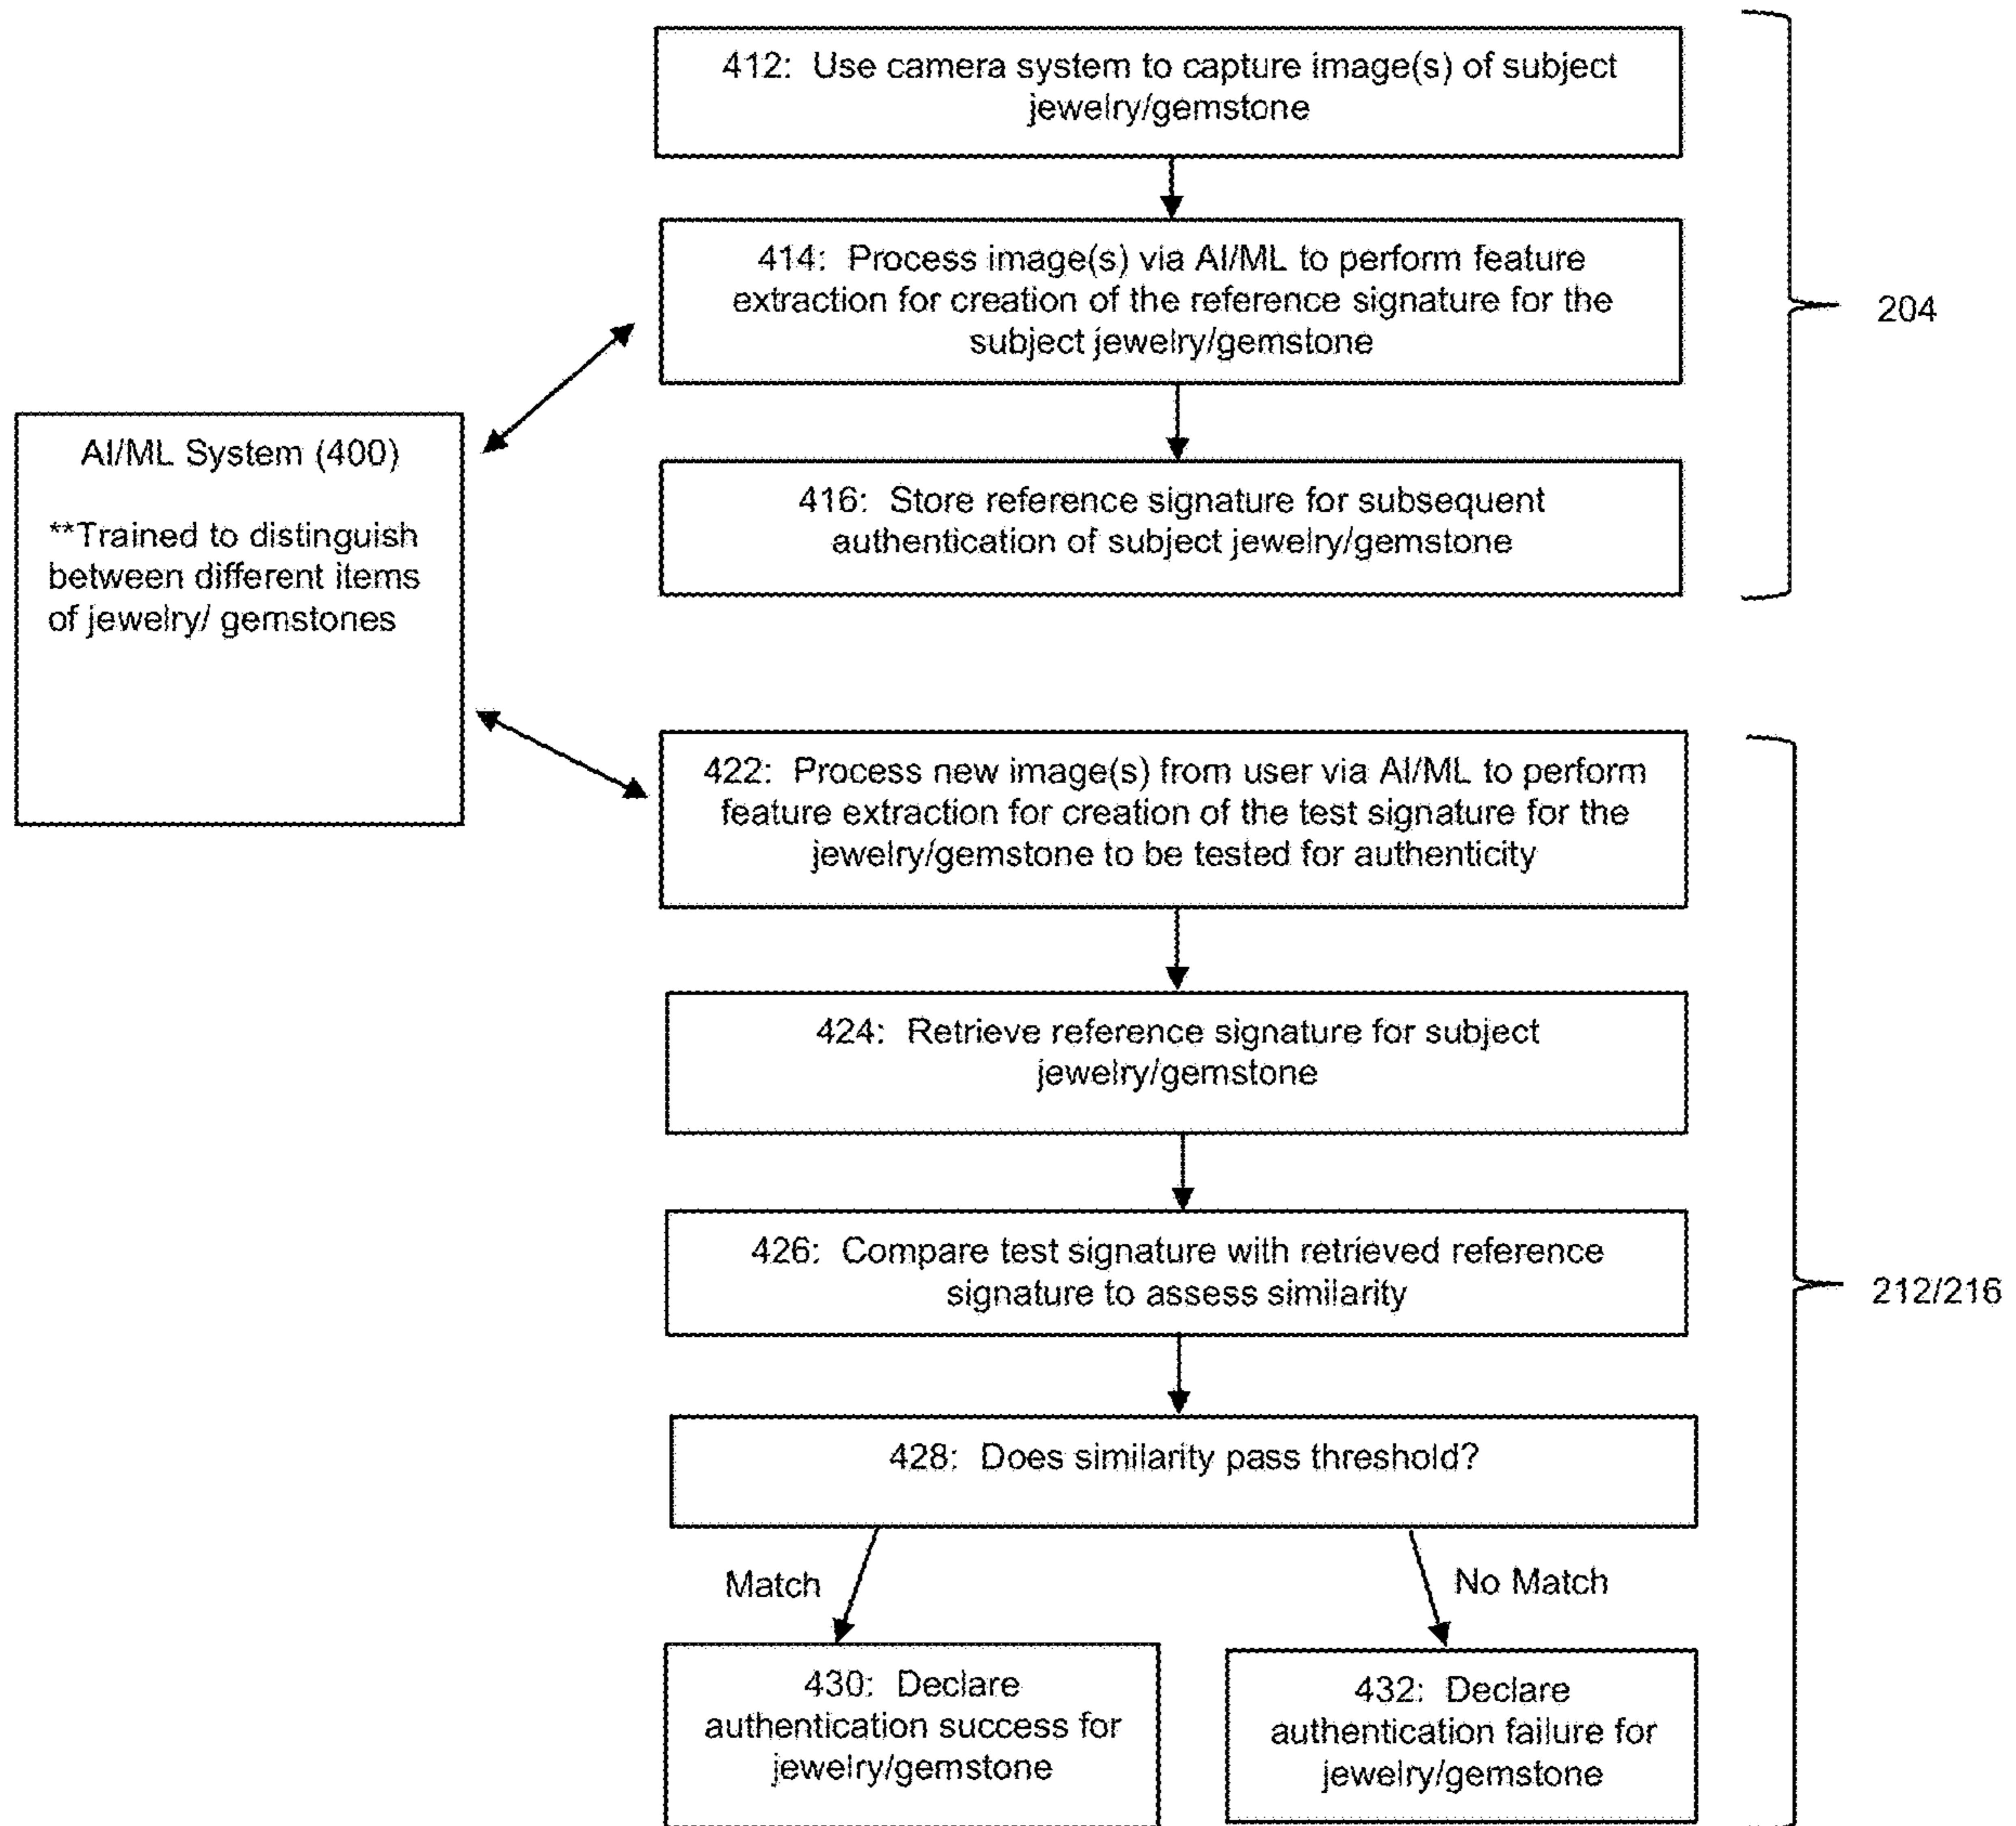 412: Use camera system to capture image(s) of subject
jewelry/gemstone
414: Process image(s) via AI/ML to perform feature
extraction for creation of the reference signature for the
subject jewelry/gemstone
204
AI/ML System (400)
**Trained to distinguish
between different items
of jewelry/ gemstones
416: Store reference signature for subsequent
authentication of subject jewelry/gemstone
422: Process new image(s) from user via AI/ML to perform
feature extraction for creation of the test signature for the
jewelry/gemstone to be tested for authenticity
424: Retrieve reference signature for subject
jewelry/gemstone
426: Compare test signature with retrieved reference
signature to assess similarity
212/216
428: Does similarity pass threshold?
Match
No Match
430: Declare
authentication success for
jewelry/gemstone
432: Declare
authentication failure for
jewelry/gemstone